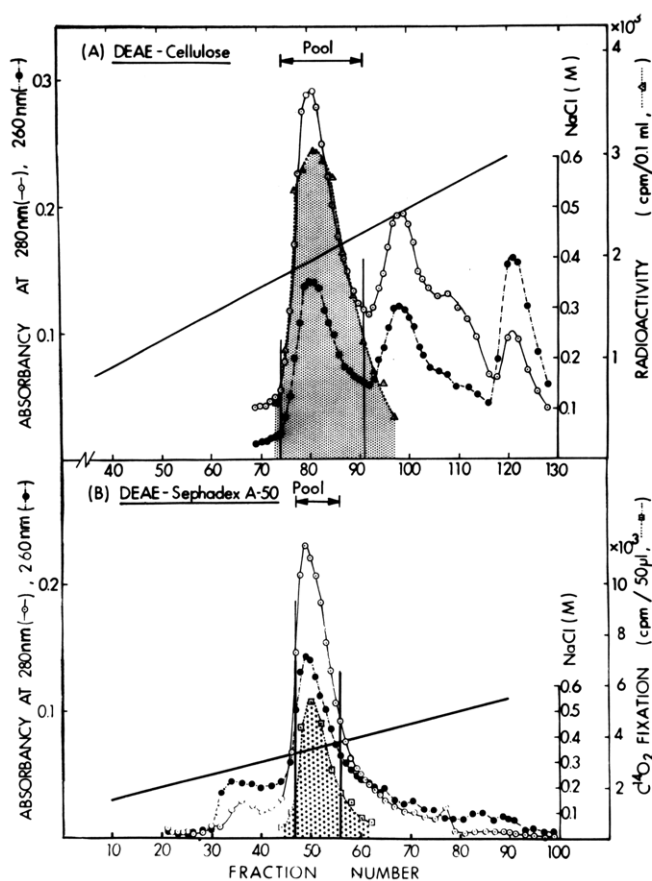 (A) DEAE-Cellulose
Pool
×10³
ABSORBANCY AT 280nm(-○-), 260nm(-●-)
0.3
0.2
0.1
NaCl (M)
0.6
0.5
0.4
0.3
0.2
0.1
4
3
2
1
RADIOACTIVITY (cpm/0.1 ml, ···▲···)
40 50 60 70 80 90 100 110 120 130
(B) DEAE-Sephadex A-50
Pool
×10³
ABSORBANCY AT 280nm(-○-), 260nm(-●-)
0.2
0.1
NaCl (M)
0.6
0.5
0.4
0.3
0.2
0.1
10
8
6
4
2
C¹⁴O₂ FIXATION (cpm / 50µl, ··⊡··)
10 20 30 40 50 60 70 80 90 100
FRACTION NUMBER